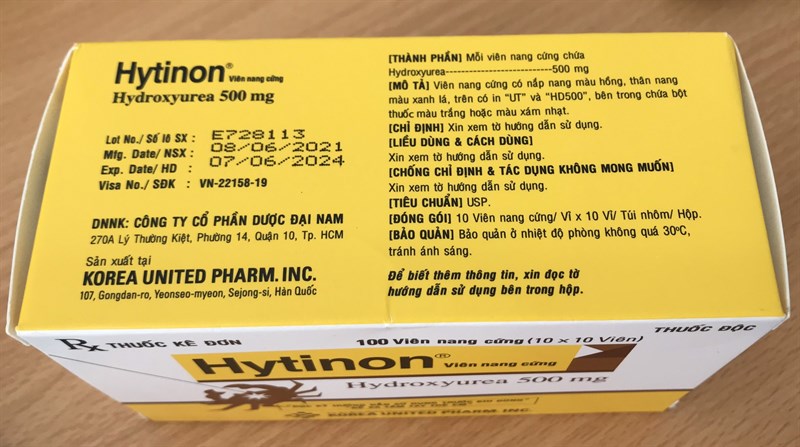 Hytinon® Viên nang cứng
Hydroxyurea 500 mg
Lot No./ Số lô SX : E728113
Mfg. Date/ NSX : 08/06/2021
Exp. Date/ HD : 07/06/2024
Visa No./ SĐK : VN-22158-19
DNNK: CÔNG TY CỔ PHẦN DƯỢC ĐẠI NAM
270A Lý Thường Kiệt, Phường 14, Quận 10, Tp. HCM
Sản xuất tại
KOREA UNITED PHARM. INC.
107, Gongdan-ro, Yeonseo-myeon, Sejong-si, Hàn Quốc
[THÀNH PHẦN] Mỗi viên nang cứng chứa
Hydroxyurea---------------------------500 mg
[MÔ TẢ] Viên nang cứng có nắp nang màu hồng, thân nang
màu xanh lá, trên có in "UT" và "HD500", bên trong chứa bột
thuốc màu trắng hoặc màu xám nhạt.
[CHỈ ĐỊNH] Xin xem tờ hướng dẫn sử dụng.
[LIỀU DÙNG & CÁCH DÙNG]
Xin xem tờ hướng dẫn sử dụng.
[CHỐNG CHỈ ĐỊNH & TÁC DỤNG KHÔNG MONG MUỐN]
Xin xem tờ hướng dẫn sử dụng.
[TIÊU CHUẨN] USP.
[ĐÓNG GÓI] 10 Viên nang cứng/ Vỉ x 10 Vỉ/ Túi nhôm/ Hộp.
[BẢO QUẢN] Bảo quản ở nhiệt độ phòng không quá 30ºC,
tránh ánh sáng.
Để biết thêm thông tin, xin đọc tờ
hướng dẫn sử dụng bên trong hộp.
Rx THUỐC KÊ ĐƠN
100 Viên nang cứng (10 x 10 Viên)
THUỐC ĐỘC
Hytinon® Viên nang cứng
Hydroxyurea 500 mg
KOREA UNITED PHARM. INC.